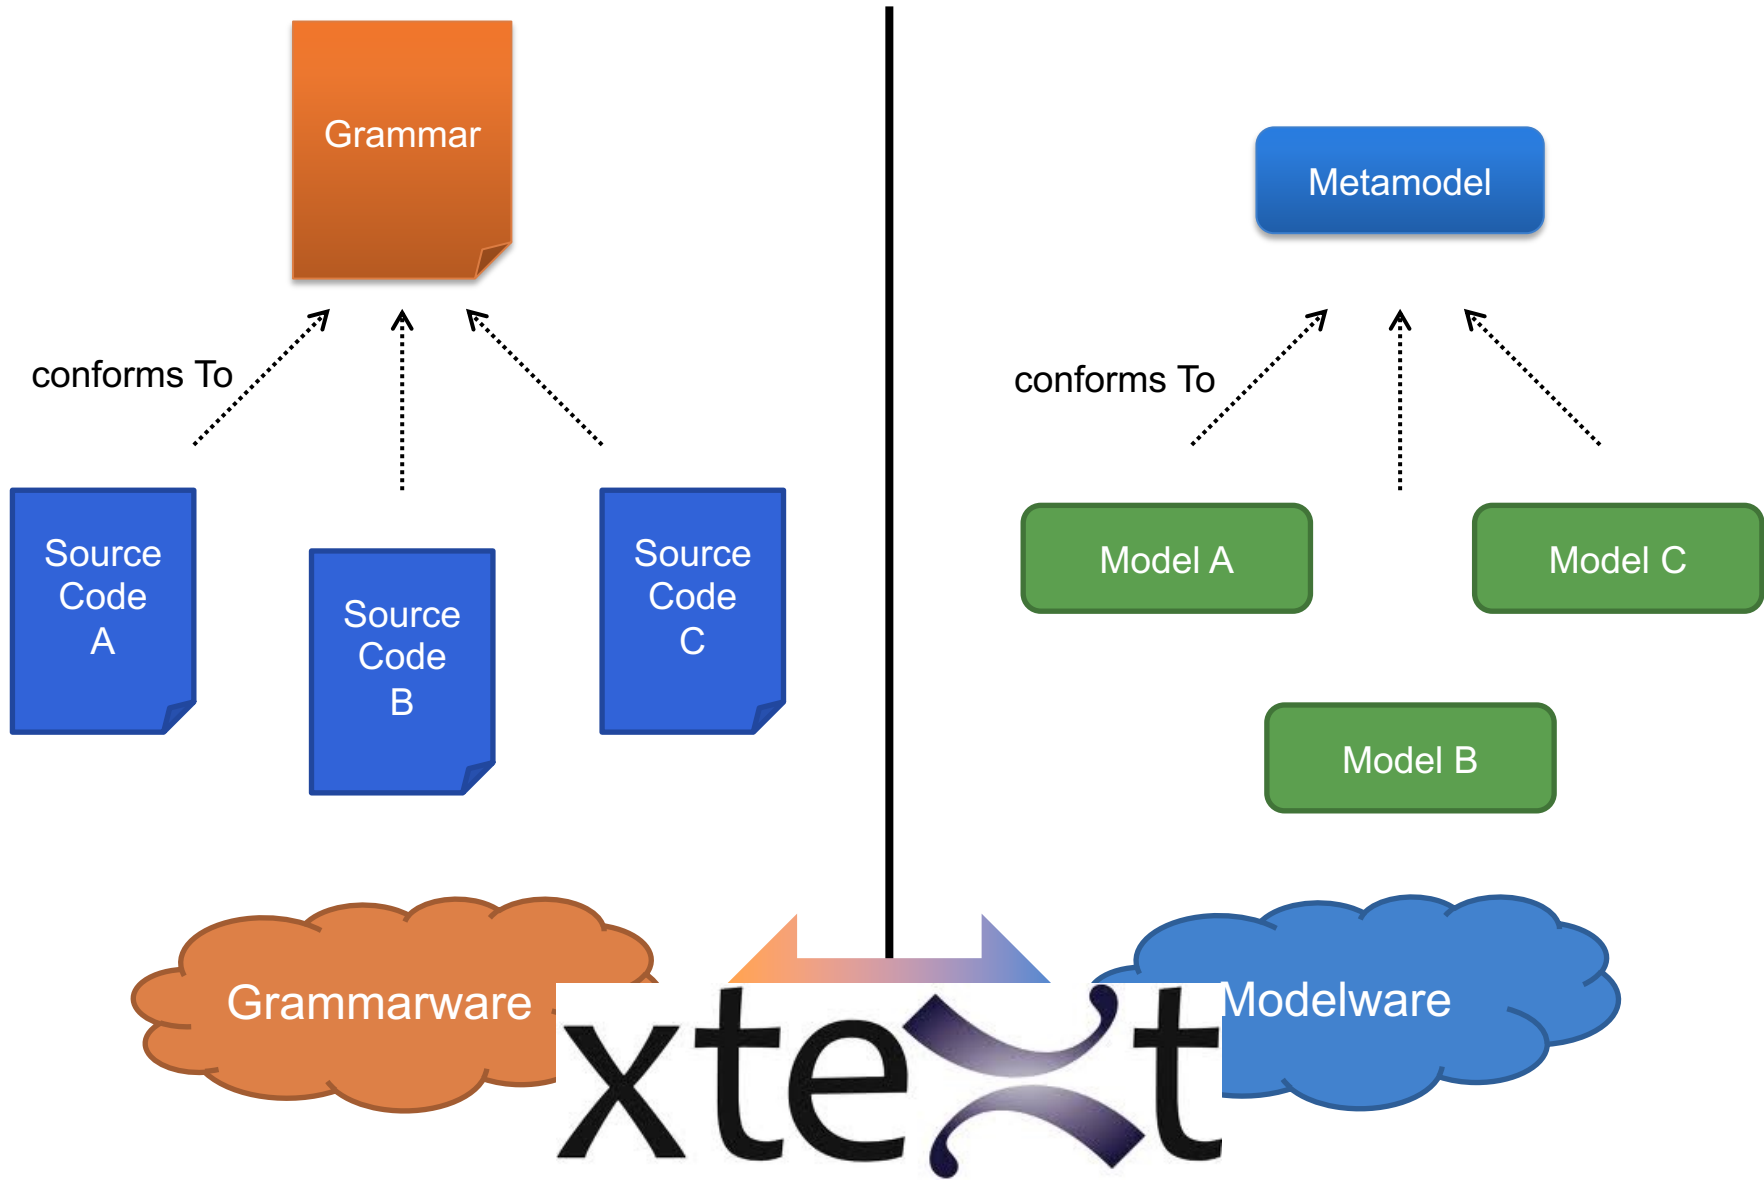 Grammar
conforms To
Source
Code
A
Source
Code
B
Source
Code
C
Metamodel
conforms To
Model A
Model C
Model B
Grammarware
Modelware
xtext